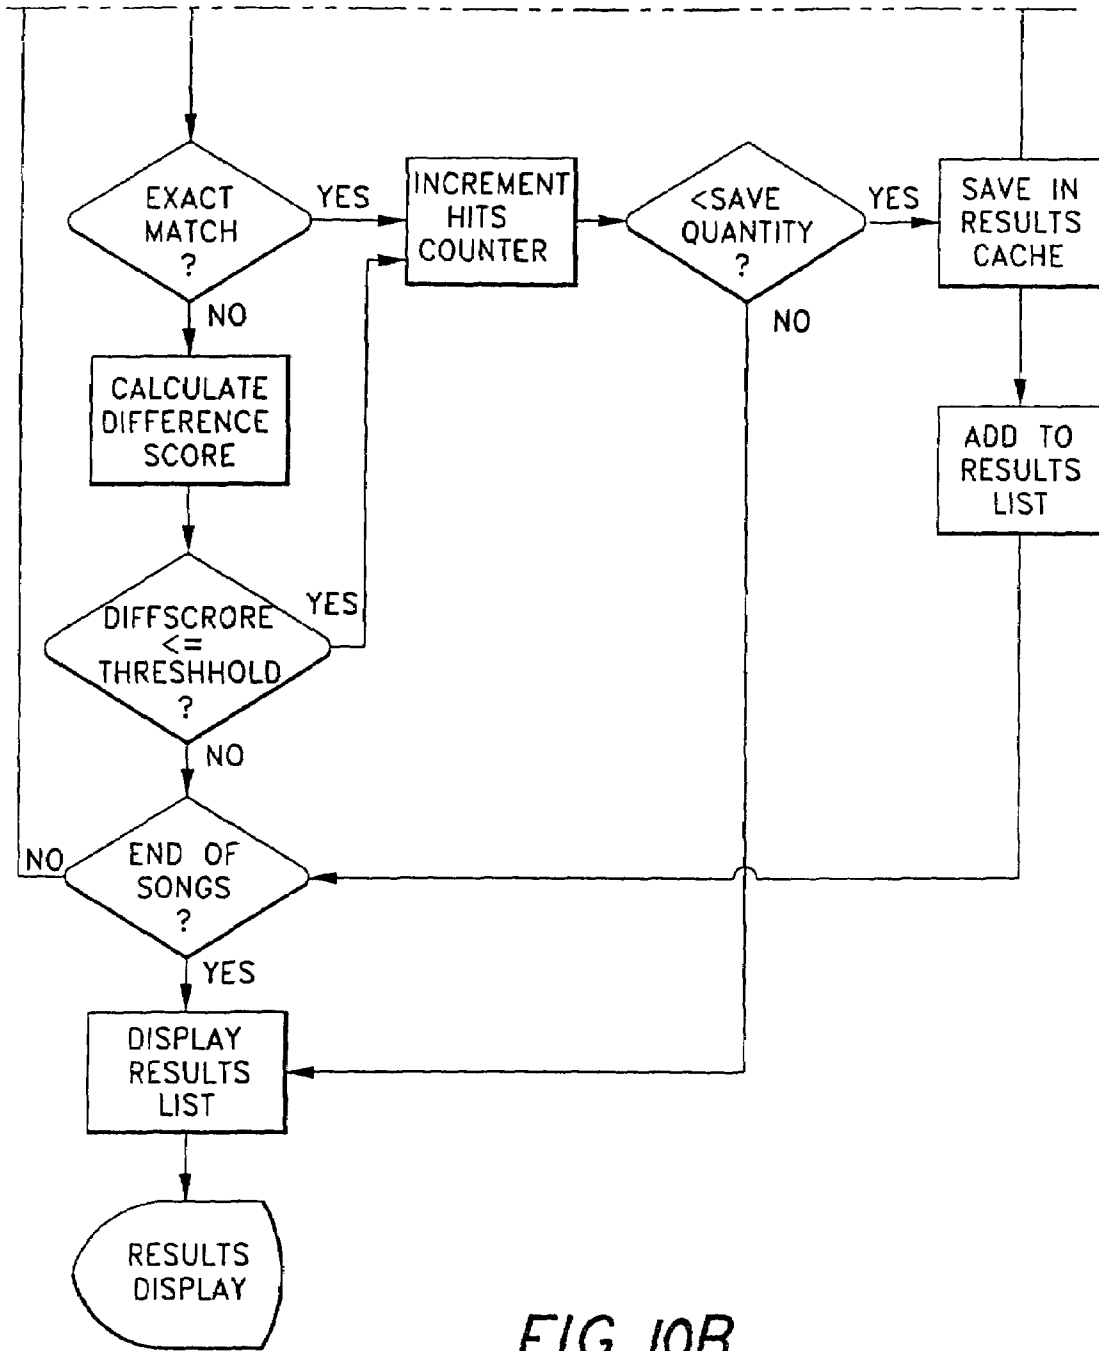 EXACT
MATCH
?
YES
INCREMENT
HITS
COUNTER
<SAVE
QUANTITY
?
YES
SAVE IN
RESULTS
CACHE
NO
NO
CALCULATE
DIFFERENCE
SCORE
ADD TO
RESULTS
LIST
DIFFSCRORE
<=
THRESHHOLD
?
YES
NO
END OF
SONGS
?
NO
YES
DISPLAY
RESULTS
LIST
RESULTS
DISPLAY
FIG. 10B